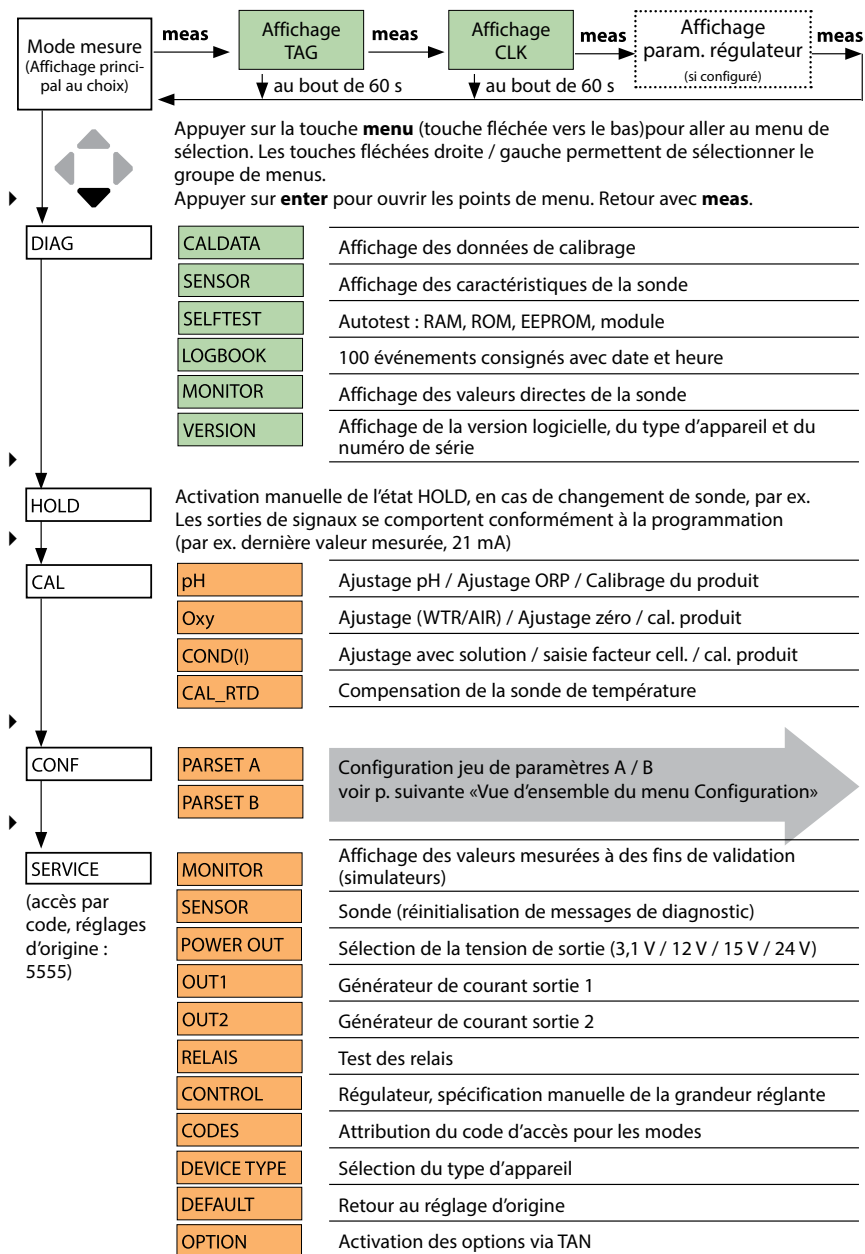 Mode mesure
(Affichage princi-
pal au choix)
meas
Affichage
TAG
meas
Affichage
CLK
meas
Affichage
param. régulateur
(si configuré)
meas
au bout de 60 s
au bout de 60 s
Appuyer sur la touche menu (touche fléchée vers le bas)pour aller au menu de
sélection. Les touches fléchées droite / gauche permettent de sélectionner le
groupe de menus.
Appuyer sur enter pour ouvrir les points de menu. Retour avec meas.
DIAG
CALDATA
Affichage des données de calibrage
SENSOR
Affichage des caractéristiques de la sonde
SELFTEST
Autotest : RAM, ROM, EEPROM, module
LOGBOOK
100 événements consignés avec date et heure
MONITOR
Affichage des valeurs directes de la sonde
VERSION
Affichage de la version logicielle, du type d'appareil et du
numéro de série
HOLD
Activation manuelle de l'état HOLD, en cas de changement de sonde, par ex.
Les sorties de signaux se comportent conformément à la programmation
(par ex. dernière valeur mesurée, 21 mA)
CAL
pH
Ajustage pH / Ajustage ORP / Calibrage du produit
Oxy
Ajustage (WTR/AIR) / Ajustage zéro / cal. produit
COND(I)
Ajustage avec solution / saisie facteur cell. / cal. produit
CAL_RTD
Compensation de la sonde de température
CONF
PARSET A
PARSET B
Configuration jeu de paramètres A / B
voir p. suivante «Vue d'ensemble du menu Configuration»
SERVICE
(accès par
code, réglages
d'origine :
5555)
MONITOR
Affichage des valeurs mesurées à des fins de validation
(simulateurs)
SENSOR
Sonde (réinitialisation de messages de diagnostic)
POWER OUT
Sélection de la tension de sortie (3,1 V / 12 V / 15 V / 24 V)
OUT1
Générateur de courant sortie 1
OUT2
Générateur de courant sortie 2
RELAIS
Test des relais
CONTROL
Régulateur, spécification manuelle de la grandeur réglante
CODES
Attribution du code d'accès pour les modes
DEVICE TYPE
Sélection du type d'appareil
DEFAULT
Retour au réglage d'origine
OPTION
Activation des options via TAN